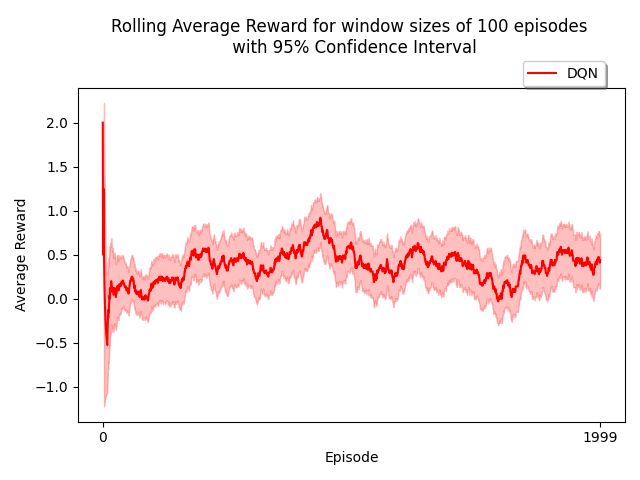 Rolling Average Reward for window sizes of 100 episodes
with 95% Confidence Interval
DQN
2.0
1.5
1.0
0.5
0.0
−0.5
−1.0
Average Reward
0
1999
Episode